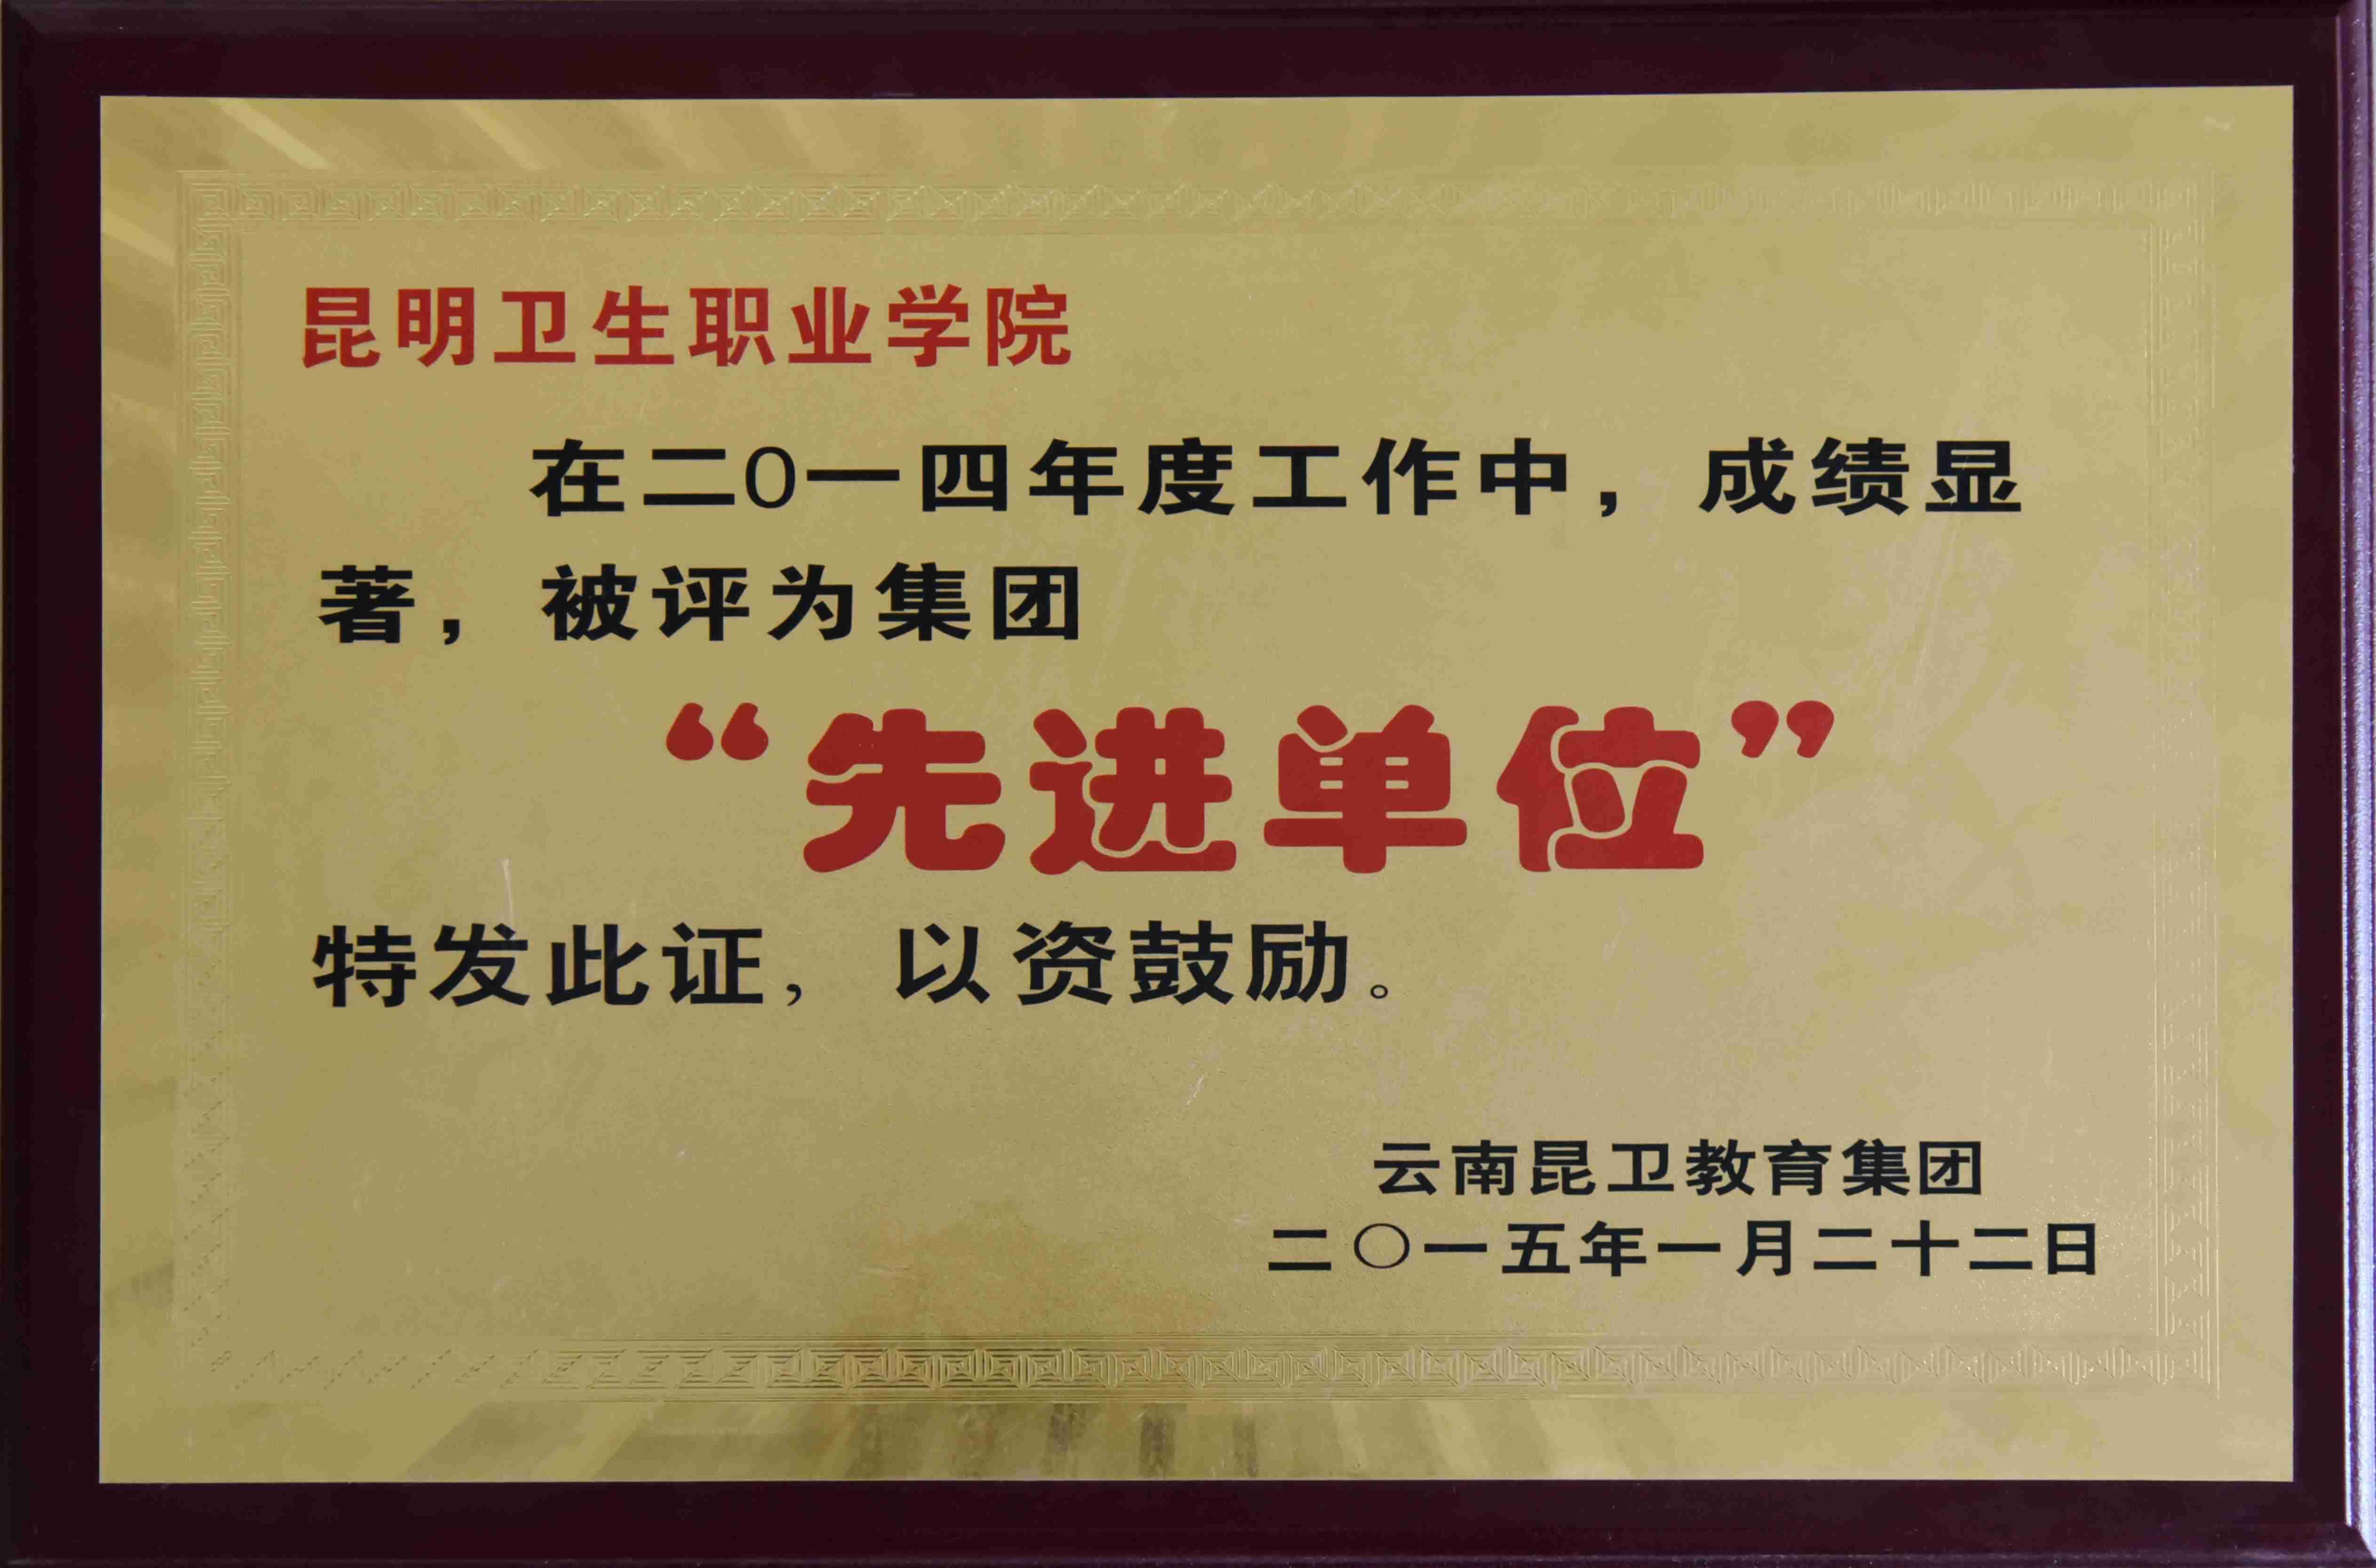 昆明卫生职业学院
在二0一四年度工作中，成绩显
著，被评为集团
“先进单位”
特发此证，以资鼓励。
云南昆卫教育集团
二〇一五年一月二十二日